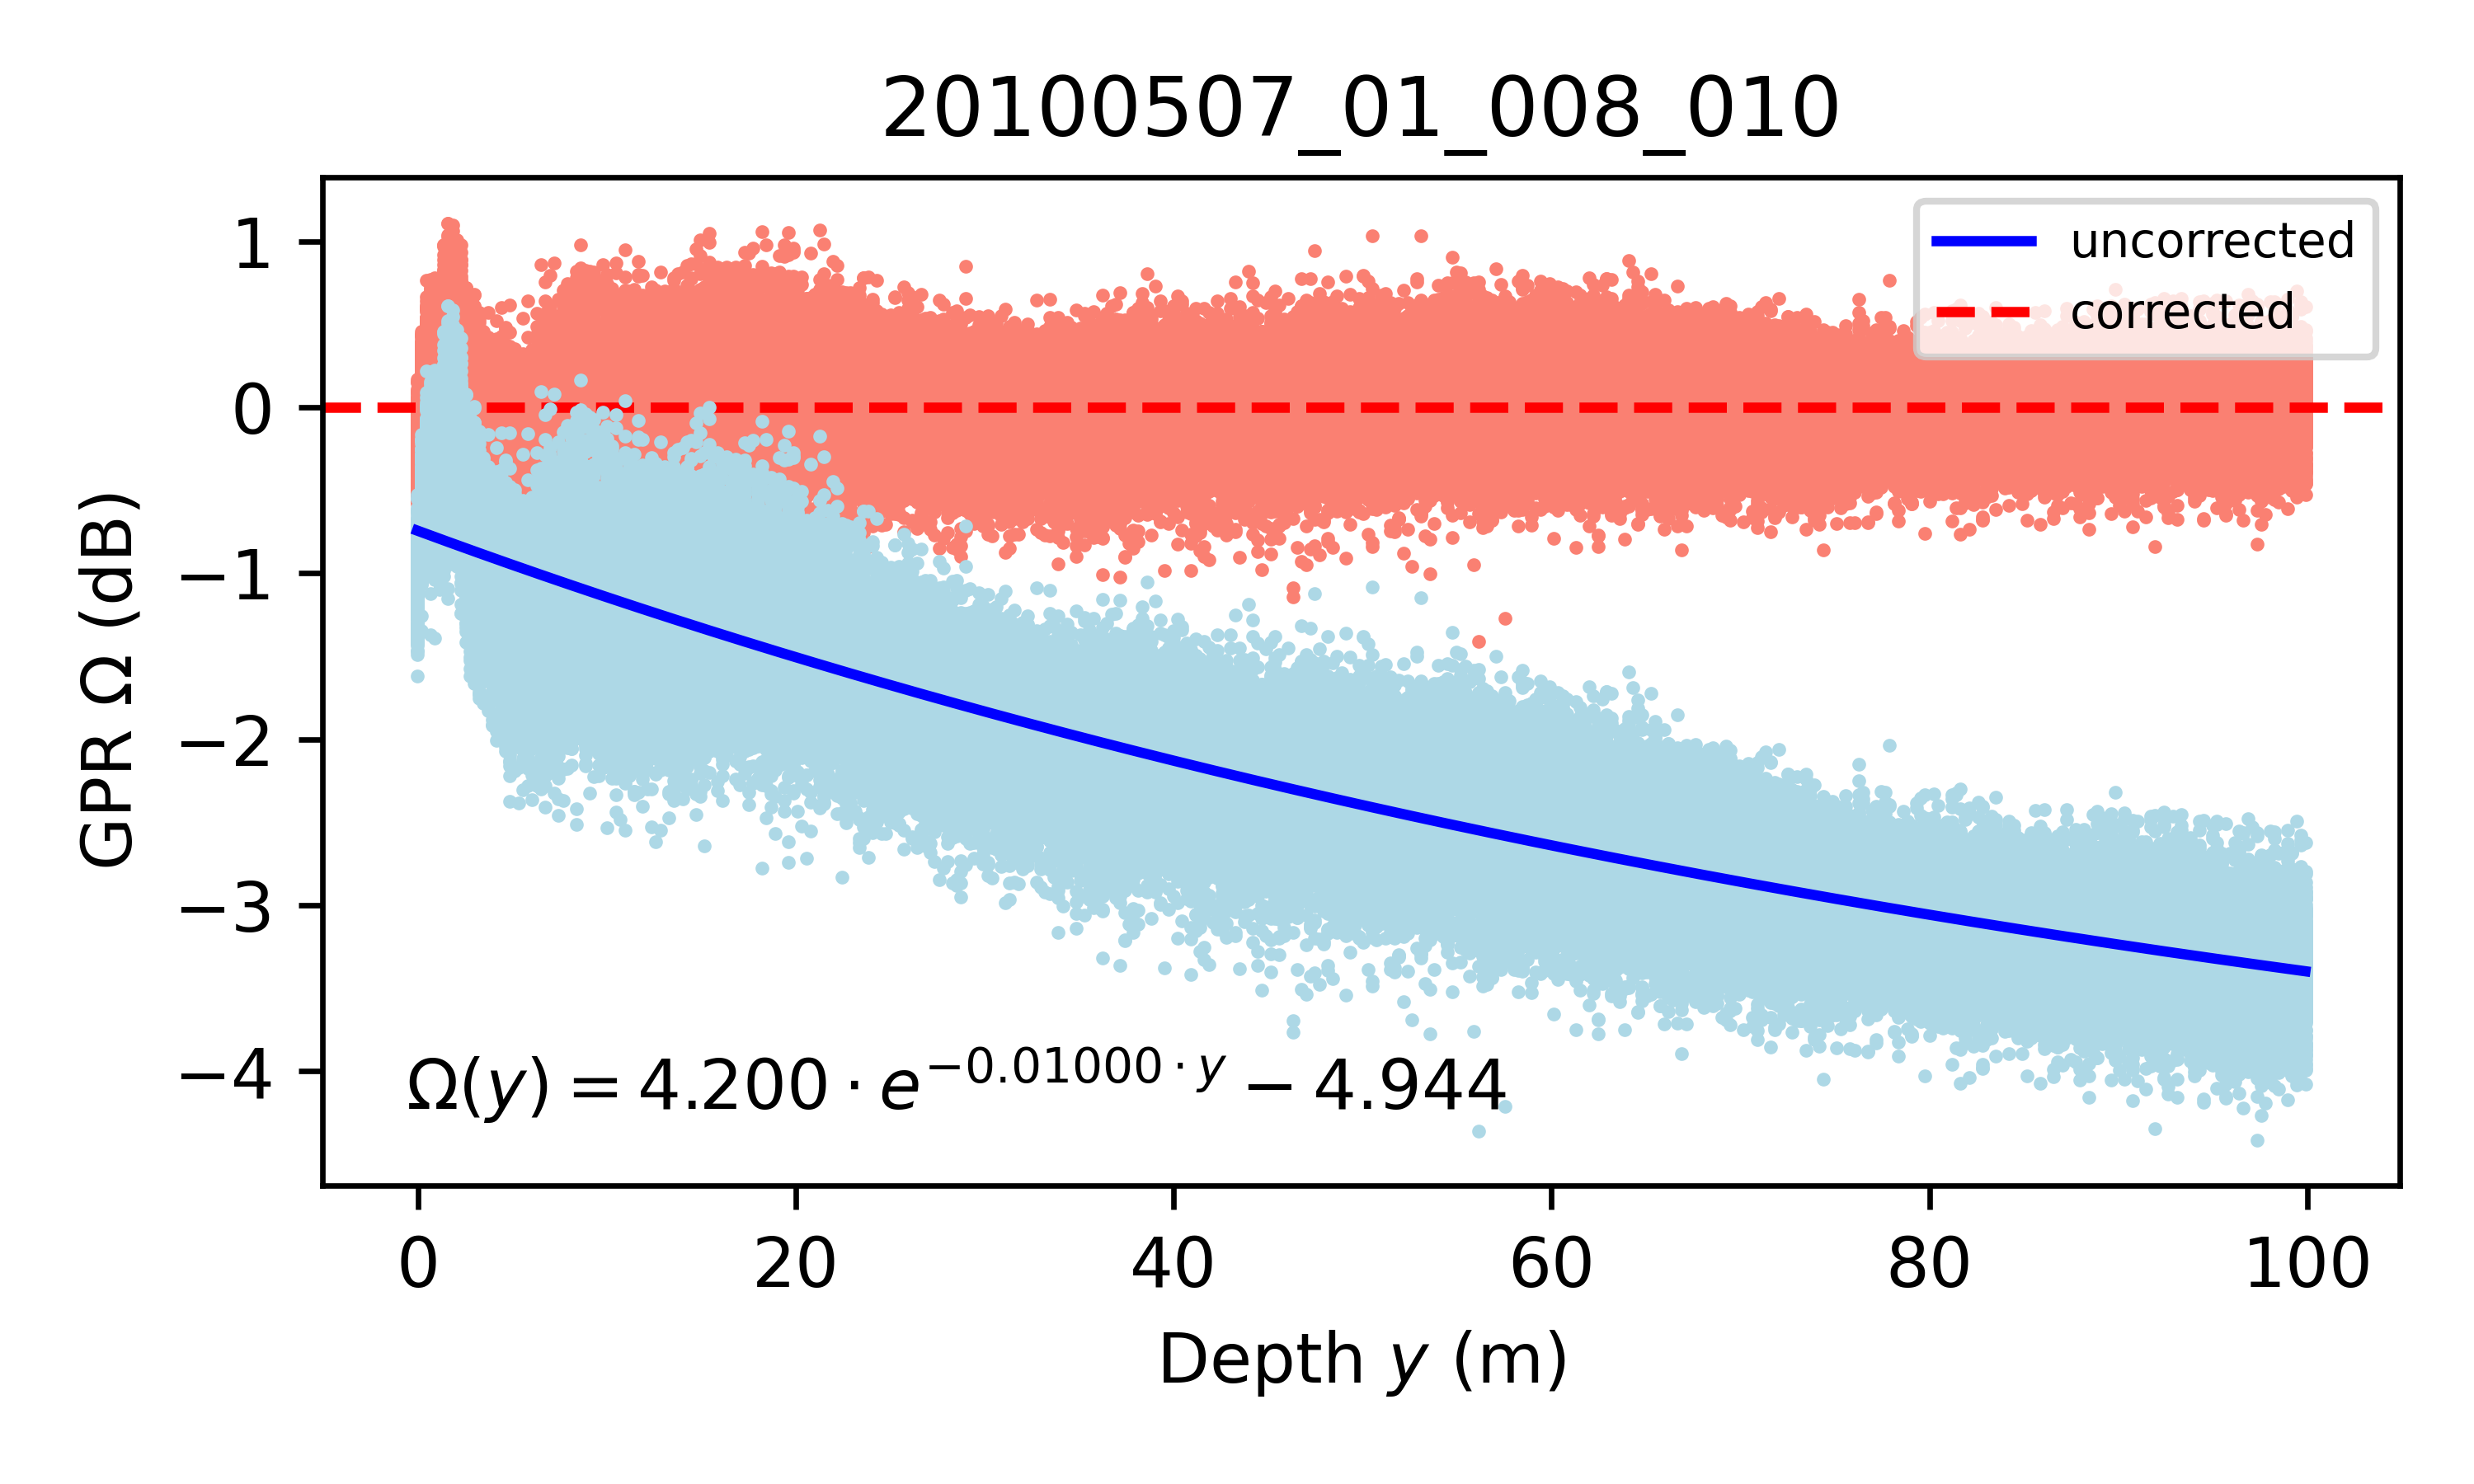 20100507_01_008_010
1
0
−1
−2
−3
−4
GPR Ω (dB)
uncorrected
corrected
Ω(y) = 4.200 · e^−0.01000 · y − 4.944
0 20 40 60 80 100
Depth y (m)